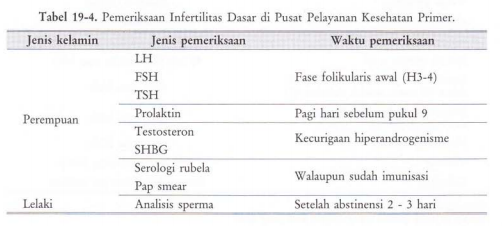 Tabel 19-4. Pemeriksaan Infertilitas Dasar di Pusat Pelayanan Kesehatan Primer.
Jenis kelamin Jenis pemeriksaan Waktu pemeriksaan
LH
FSH Fase folikularis awal (H3-4)
TSH
Prolaktin Pagi hari sebelum pukul 9
Perempuan
Testosteron
Kecurigaan hiperandrogenisme
SHBG
Serologi rubela
Walaupun sudah imunisasi
Pap smear
Lelaki Analisis sperma Setelah abstinensi 2 - 3 hari